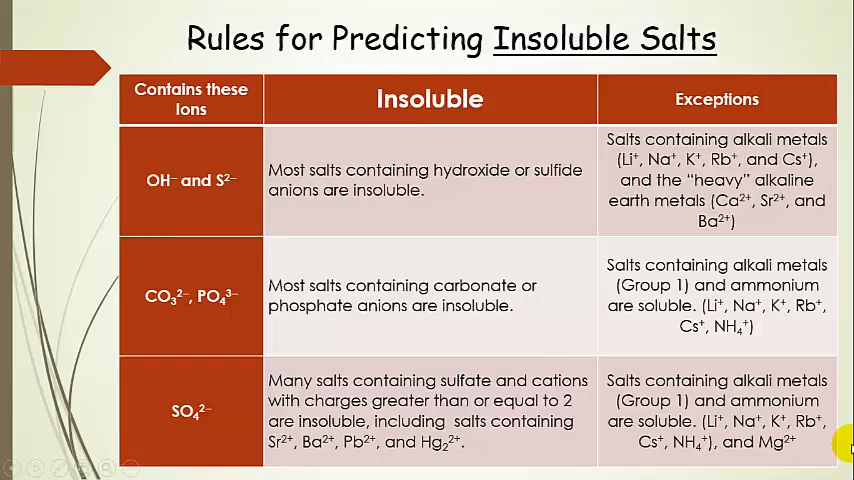 Rules for Predicting Insoluble Salts
Contains these
Ions
Insoluble
Exceptions
OH⁻ and S²⁻
Most salts containing hydroxide or sulfide
anions are insoluble.
Salts containing alkali metals
(Li⁺, Na⁺, K⁺, Rb⁺, and Cs⁺),
and the “heavy” alkaline
earth metals (Ca²⁺, Sr²⁺, and
Ba²⁺)
CO₃²⁻, PO₄³⁻
Most salts containing carbonate or
phosphate anions are insoluble.
Salts containing alkali metals
(Group 1) and ammonium
are soluble. (Li⁺, Na⁺, K⁺, Rb⁺,
Cs⁺, NH₄⁺)
SO₄²⁻
Many salts containing sulfate and cations
with charges greater than or equal to 2
are insoluble, including salts containing
Sr²⁺, Ba²⁺, Pb²⁺, and Hg₂²⁺.
Salts containing alkali metals
(Group 1) and ammonium
are soluble. (Li⁺, Na⁺, K⁺, Rb⁺,
Cs⁺, NH₄⁺), and Mg²⁺